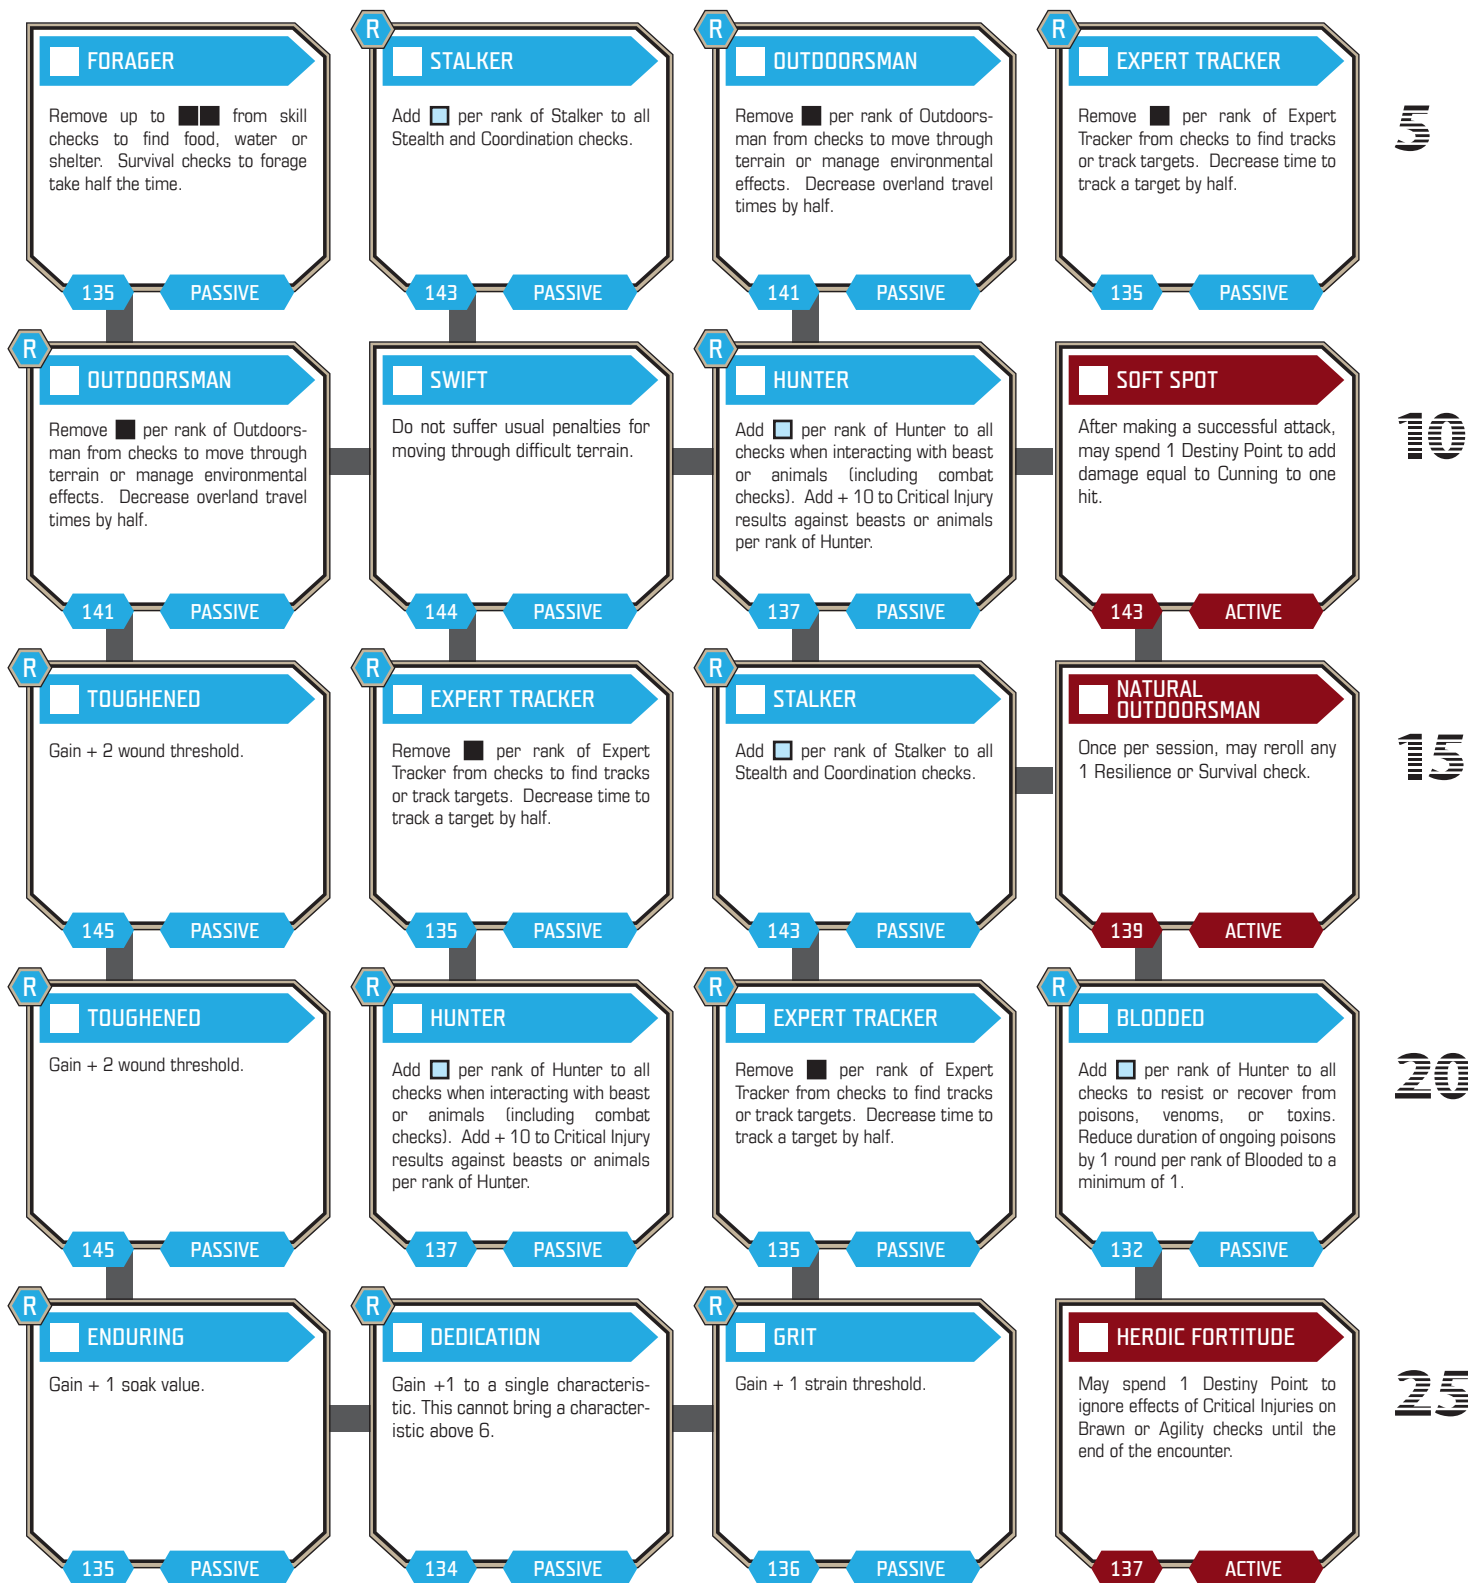 R
R
R
FORAGER
STALKER
OUTDOORSMAN
EXPERT TRACKER
Remove up to from skill
checks to find food, water or
shelter. Survival checks to forage
take half the time.
Add per rank of Stalker to all
Stealth and Coordination checks.
Remove per rank of Outdoors-
man from checks to move through
terrain or manage environmental
effects. Decrease overland travel
times by half.
Remove per rank of Expert
Tracker from checks to find tracks
or track targets. Decrease time to
track a target by half.
5
135 PASSIVE
143 PASSIVE
141 PASSIVE
135 PASSIVE
R
R
OUTDOORSMAN
SWIFT
HUNTER
SOFT SPOT
Remove per rank of Outdoors-
man from checks to move through
terrain or manage environmental
effects. Decrease overland travel
times by half.
Do not suffer usual penalties for
moving through difficult terrain.
Add per rank of Hunter to all
checks when interacting with beast
or animals (including combat
checks). Add + 10 to Critical Injury
results against beasts or animals
per rank of Hunter.
After making a successful attack,
may spend 1 Destiny Point to add
damage equal to Cunning to one
hit.
10
141 PASSIVE
144 PASSIVE
137 PASSIVE
143 ACTIVE
R
R
R
TOUGHENED
EXPERT TRACKER
STALKER
NATURAL
OUTDOORSMAN
Gain + 2 wound threshold.
Remove per rank of Expert
Tracker from checks to find tracks
or track targets. Decrease time to
track a target by half.
Add per rank of Stalker to all
Stealth and Coordination checks.
Once per session, may reroll any
1 Resilience or Survival check.
15
145 PASSIVE
135 PASSIVE
143 PASSIVE
139 ACTIVE
R
R
R
R
TOUGHENED
HUNTER
EXPERT TRACKER
BLODDED
Gain + 2 wound threshold.
Add per rank of Hunter to all
checks when interacting with beast
or animals (including combat
checks). Add + 10 to Critical Injury
results against beasts or animals
per rank of Hunter.
Remove per rank of Expert
Tracker from checks to find tracks
or track targets. Decrease time to
track a target by half.
Add per rank of Hunter to all
checks to resist or recover from
poisons, venoms, or toxins.
Reduce duration of ongoing poisons
by 1 round per rank of Blooded to a
minimum of 1.
20
145 PASSIVE
137 PASSIVE
135 PASSIVE
132 PASSIVE
R
R
R
ENDURING
DEDICATION
GRIT
HEROIC FORTITUDE
Gain + 1 soak value.
Gain +1 to a single characteris-
tic. This cannot bring a character-
istic above 6.
Gain + 1 strain threshold.
May spend 1 Destiny Point to
ignore effects of Critical Injuries on
Brawn or Agility checks until the
end of the encounter.
25
135 PASSIVE
134 PASSIVE
136 PASSIVE
137 ACTIVE